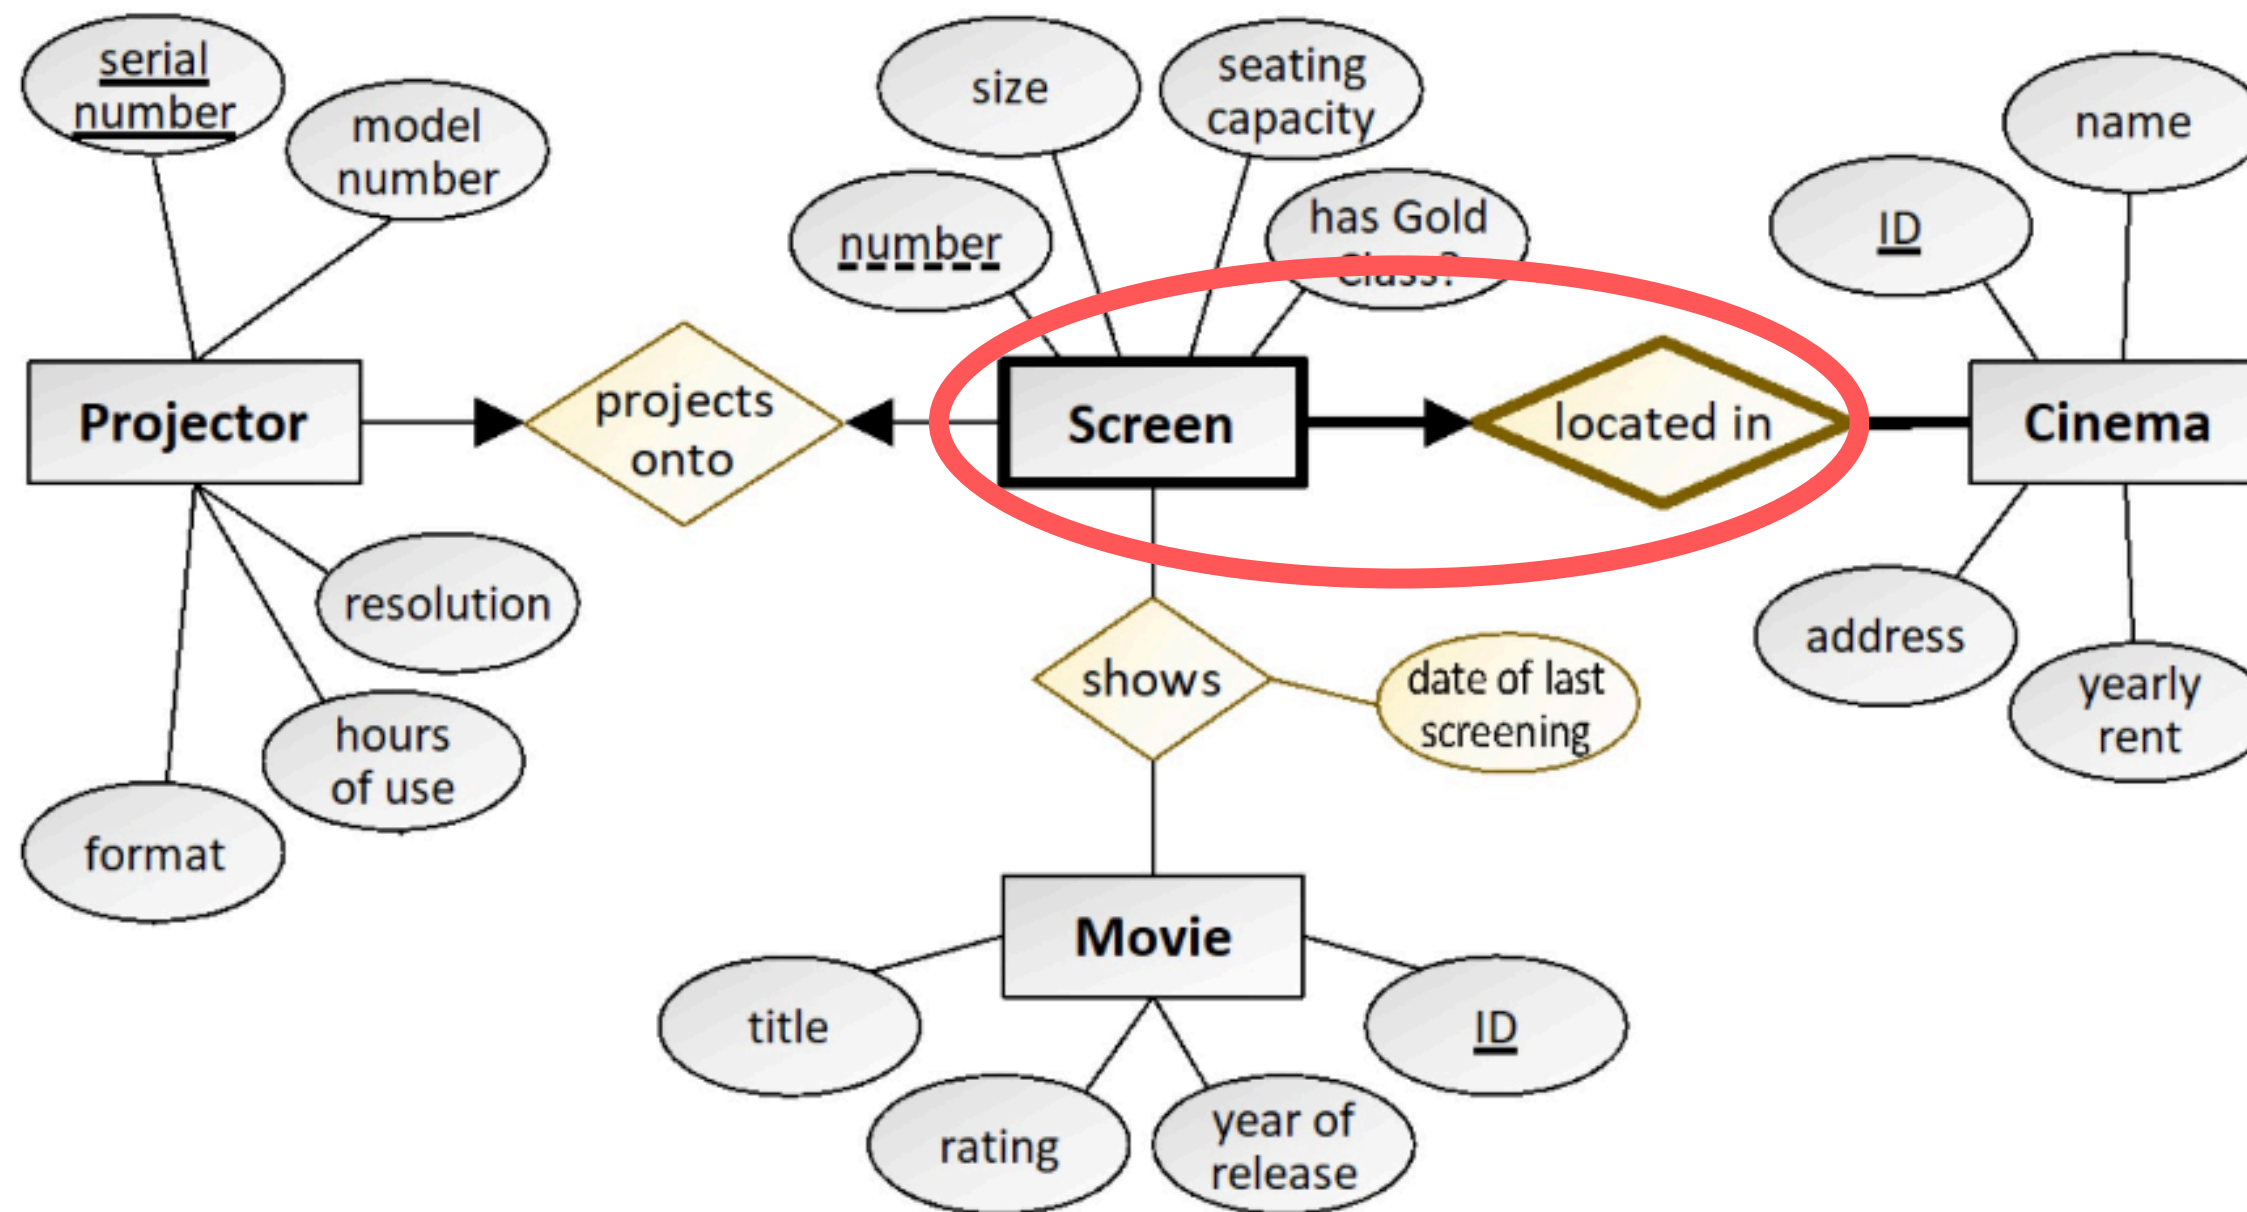 serial
number
model
number
size
seating
capacity
number
has Gold
Class?
name
ID
Projector
projects
onto
Screen
located in
Cinema
resolution
hours
of use
format
shows
date of last
screening
address
yearly
rent
Movie
title
rating
year of
release
ID